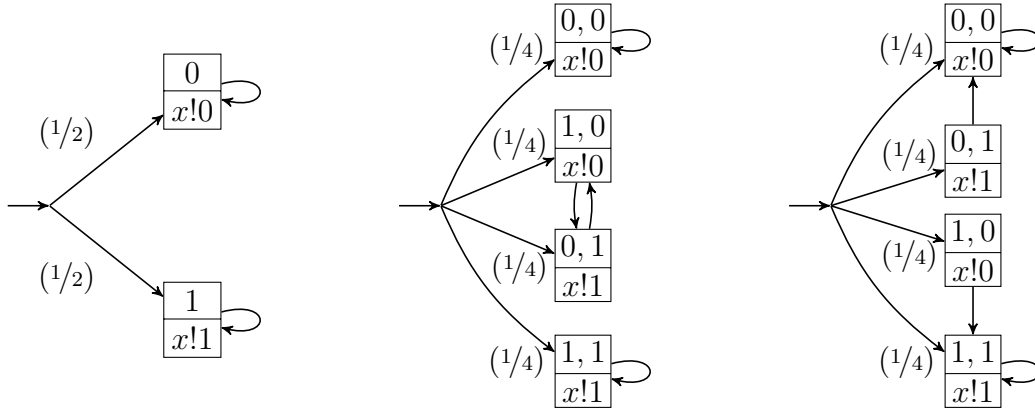 (1/2)
0
x!0
(1/2)
1
x!1
(1/4)
0, 0
x!0
(1/4)
1, 0
x!0
(1/4)
0, 1
x!1
(1/4)
1, 1
x!1
(1/4)
0, 0
x!0
(1/4)
0, 1
x!1
(1/4)
1, 0
x!0
(1/4)
1, 1
x!1